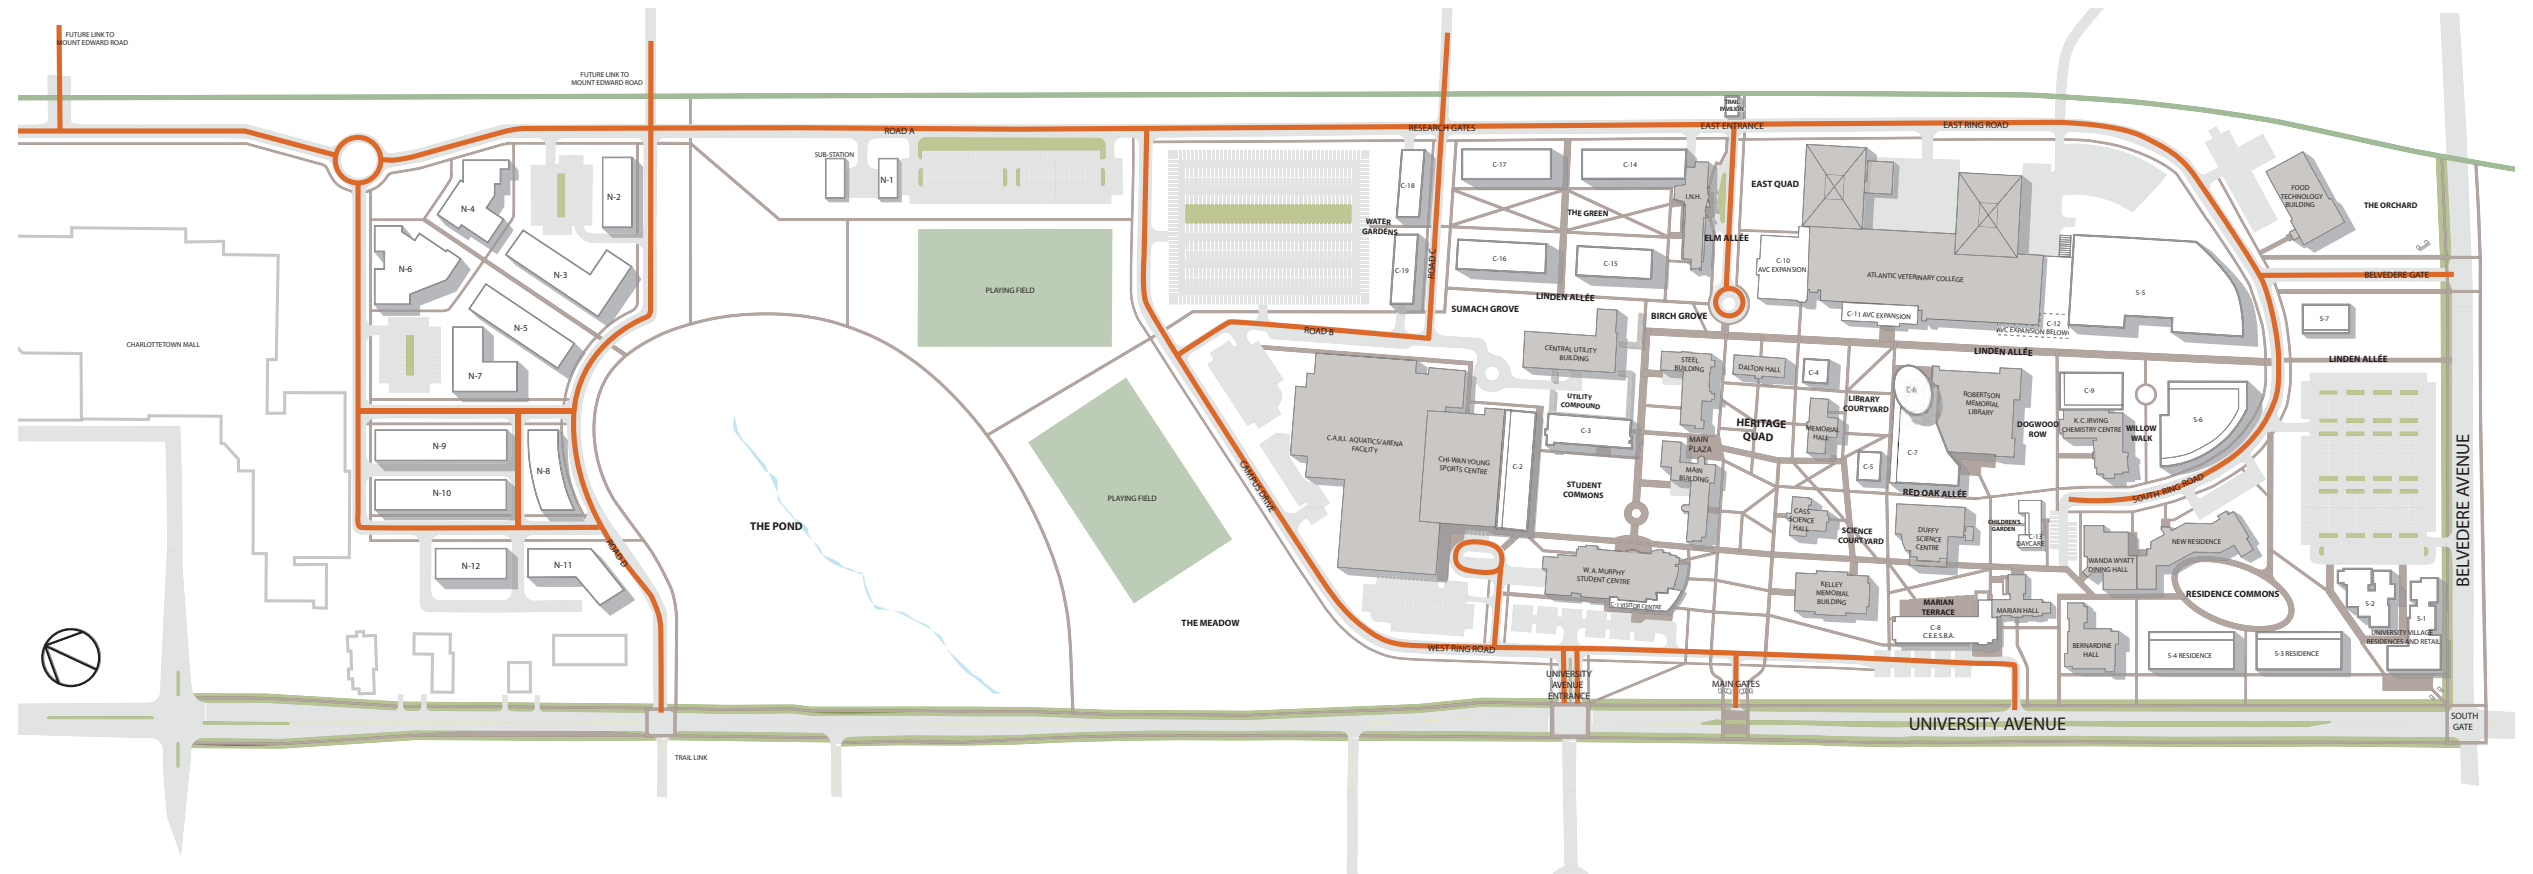 FUTURE LINK TO
MOUNT EDWARD ROAD
FUTURE LINK TO
MOUNT EDWARD ROAD
ROAD A
RESEARCH GATES
TRAIL
PAVILION
EAST ENTRANCE
EAST RING ROAD
SUB-STATION
N-1
N-2
N-4
N-6
N-3
N-5
N-7
N-9
N-10
N-8
N-12
N-11
ROAD D
CHARLOTTETOWN MALL
PLAYING FIELD
PLAYING FIELD
THE POND
THE MEADOW
CAMPUS DRIVE
WATER
GARDENS
C-18
C-19
ROAD C
ROAD B
C-17
C-14
I.N.H.
THE GREEN
C-16
C-15
SUMACH GROVE
LINDEN ALLÉE
BIRCH GROVE
ELM ALLÉE
EAST QUAD
C-10
AVC EXPANSION
ATLANTIC VETERINARY COLLEGE
C-11 AVC EXPANSION
C-12
AVC EXPANSION BELOW
S-5
FOOD
TECHNOLOGY
BUILDING
THE ORCHARD
BELVEDERE GATE
S-7
LINDEN ALLÉE
LINDEN ALLÉE
CENTRAL UTILITY
BUILDING
UTILITY
COMPOUND
C-3
STEEL
BUILDING
DALTON HALL
C-4
LIBRARY
COURTYARD
C-6
ROBERTSON
MEMORIAL
LIBRARY
C-9
K.C.IRVING
CHEMISTRY CENTRE
DOGWOOD
ROW
WILLOW
WALK
S-6
C.A.R.I. AQUATICS/ARENA
FACILITY
CHI-WAN YOUNG
SPORTS CENTRE
C-2
STUDENT
COMMONS
MAIN
PLAZA
MAIN
BUILDING
HERITAGE
QUAD
MEMORIAL
HALL
C-5
C-7
RED OAK ALLÉE
SOUTH RING ROAD
CASS
SCIENCE
HALL
SCIENCE
COURTYARD
DUFFY
SCIENCE
CENTRE
CHILDREN'S
GARDEN
C-13
DAYCARE
WANDA WYATT
DINING HALL
NEW RESIDENCE
RESIDENCE COMMONS
W. A. MURPHY
STUDENT CENTRE
C-1 VISITOR CENTRE
KELLEY
MEMORIAL
BUILDING
MARIAN
TERRACE
MARIAN HALL
C-8
C.E.E.S.B.A.
BERNARDINE
HALL
S-4 RESIDENCE
S-3 RESIDENCE
S-2
S-1
UNIVERSITY VILLAGE
RESIDENCES AND RETAIL
BELVEDERE AVENUE
WEST RING ROAD
UNIVERSITY
AVENUE
ENTRANCE
MAIN GATES
UNIVERSITY AVENUE
SOUTH
GATE
TRAIL LINK